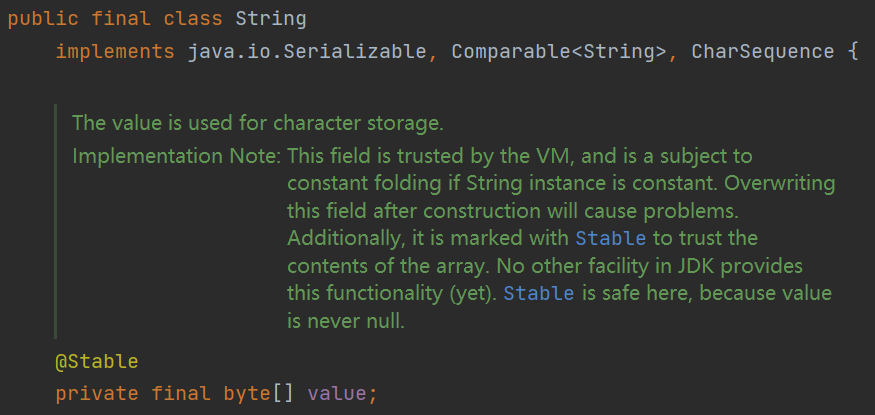 public final class String
implements java.io.Serializable, Comparable<String>, CharSequence {
The value is used for character storage.
Implementation Note: This field is trusted by the VM, and is a subject to
constant folding if String instance is constant. Overwriting
this field after construction will cause problems.
Additionally, it is marked with Stable to trust the
contents of the array. No other facility in JDK provides
this functionality (yet). Stable is safe here, because value
is never null.
@Stable
private final byte[] value;